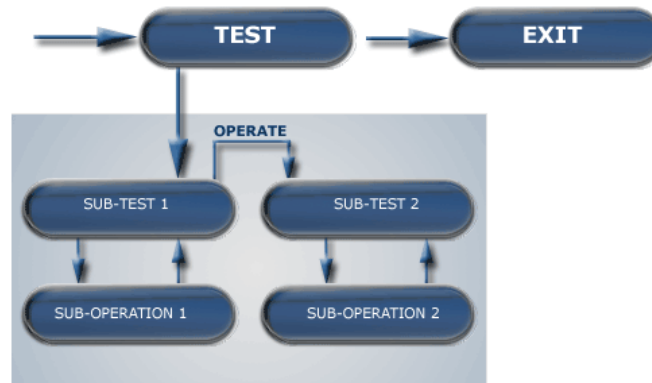 TEST
EXIT
OPERATE
SUB-TEST 1
SUB-TEST 2
SUB-OPERATION 1
SUB-OPERATION 2